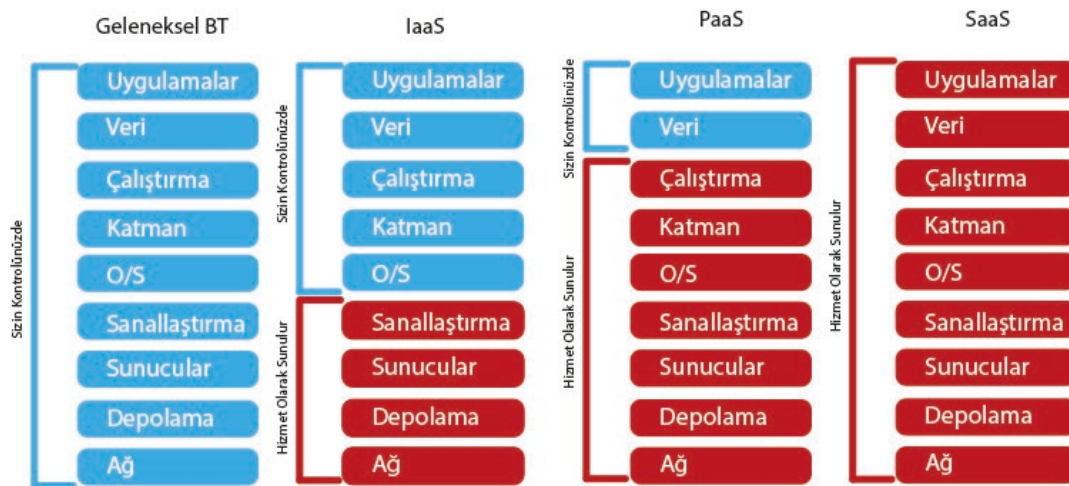 Geleneksel BT
Sizin Kontrolünüzde
Uygulamalar
Veri
Çalıştırma
Katman
O/S
Sanallaştırma
Sunucular
Depolama
Ağ
IaaS
Sizin Kontrolünüzde
Uygulamalar
Veri
Çalıştırma
Katman
O/S
Hizmet Olarak Sunulur
Sanallaştırma
Sunucular
Depolama
Ağ
PaaS
Sizin Kontrolünüzde
Uygulamalar
Veri
Hizmet Olarak Sunulur
Çalıştırma
Katman
O/S
Sanallaştırma
Sunucular
Depolama
Ağ
SaaS
Hizmet Olarak Sunulur
Uygulamalar
Veri
Çalıştırma
Katman
O/S
Sanallaştırma
Sunucular
Depolama
Ağ